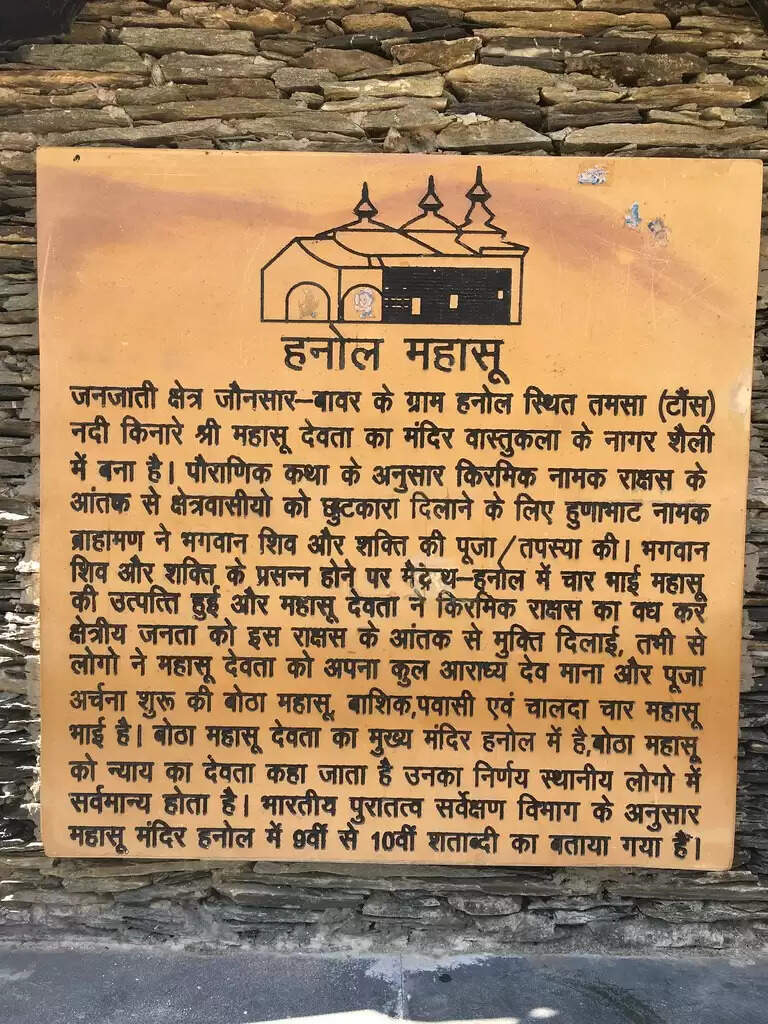 हनोल महासू
जनजाती क्षेत्र जौनसार–बावर के ग्राम हनोल स्थित तमसा (टौंस)
नदी किनारे श्री महासू देवता का मंदिर वास्तुकला के नागर शैली
में बना है। पौराणिक कथा के अनुसार किरमिक नामक राक्षस के
आंतक से क्षेत्रवासीयो को छुटकारा दिलाने के लिए हुणाभाट नामक
ब्राहामण ने भगवान शिव और शक्ति की पूजा/तपस्या की। भगवान
शिव और शक्ति के प्रसन्न होने पर हनोल में चार भाई महासू
की उत्पत्ति हुई और महासू देवता ने किरमिक राक्षस का वध कर
क्षेत्रीय जनता को इस राक्षस के आंतक से मुक्ति दिलाई, तभी से
लोगो ने महासू देवता को अपना कुल आराध्य देव माना और पूजा
अर्चना शुरू की बोठा महासू, बाशिक,पवासी एवं चालदा चार महासू
भाई है। बोठा महासू देवता का मुख्य मंदिर हनोल में है,बोठा महासू
को न्याय का देवता कहा जाता है उनका निर्णय स्थानीय लोगो में
सर्वमान्य होता है। भारतीय पुरातत्व सर्वेक्षण विभाग के अनुसार
महासू मंदिर हनोल में 9वीं से 10वीं शताब्दी का बताया गया है।